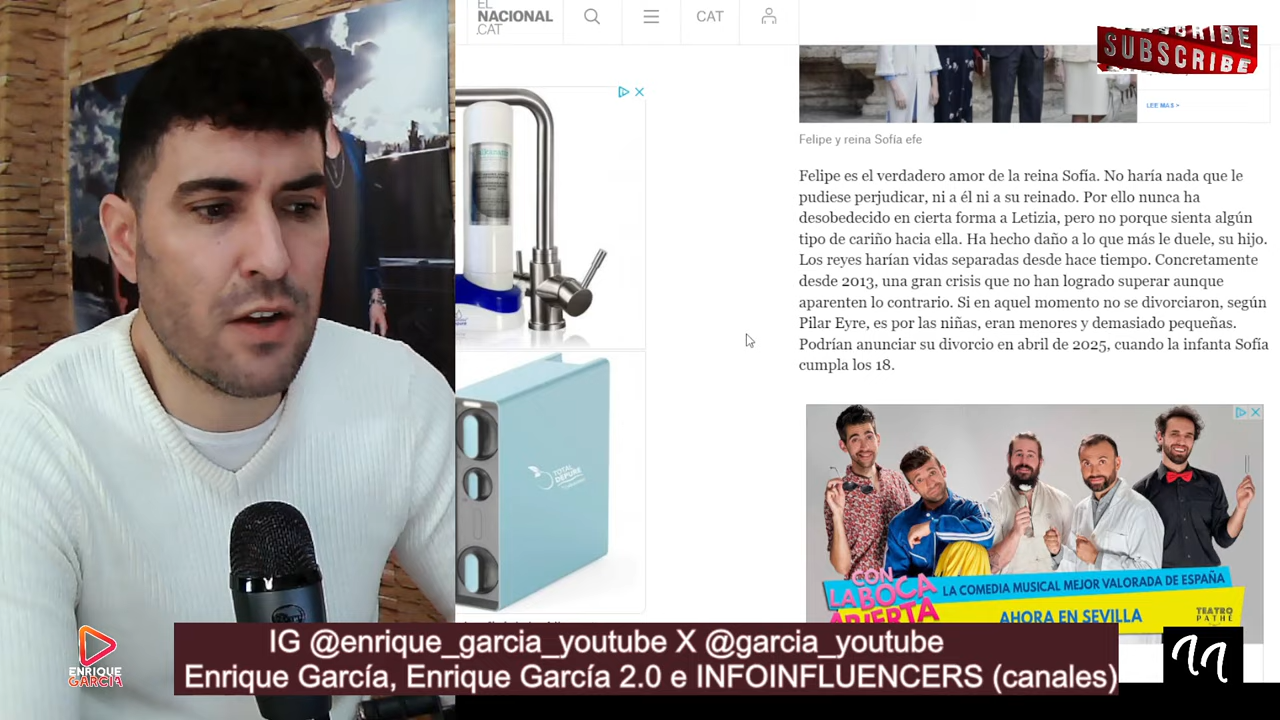 EL
NACIONAL
.CAT
CAT
SUBSCRIBE
LEE MAS >
Felipe y reina Sofía efe
Felipe es el verdadero amor de la reina Sofía. No haría nada que le
pudiese perjudicar, ni a él ni a su reinado. Por ello nunca ha
desobedecido en cierta forma a Letizia, pero no porque sienta algún
tipo de cariño hacia ella. Ha hecho daño a lo que más le duele, su hijo.
Los reyes harían vidas separadas desde hace tiempo. Concretamente
desde 2013, una gran crisis que no han logrado superar aunque
aparenten lo contrario. Si en aquel momento no se divorciaron, según
Pilar Eyre, es por las niñas, eran menores y demasiado pequeñas.
Podrían anunciar su divorcio en abril de 2025, cuando la infanta Sofía
cumpla los 18.
TOTAL
DEPURE
CON
LA BOCA
ABIERTA
LA COMEDIA MUSICAL MEJOR VALORADA DE ESPAÑA
AHORA EN SEVILLA
TEATRO
PATHÉ
IG @enrique_garcia_youtube X @garcia_youtube
Enrique García, Enrique García 2.0 e INFOINFLUENCERS (canales)
ENRIQUE
GARCÍA